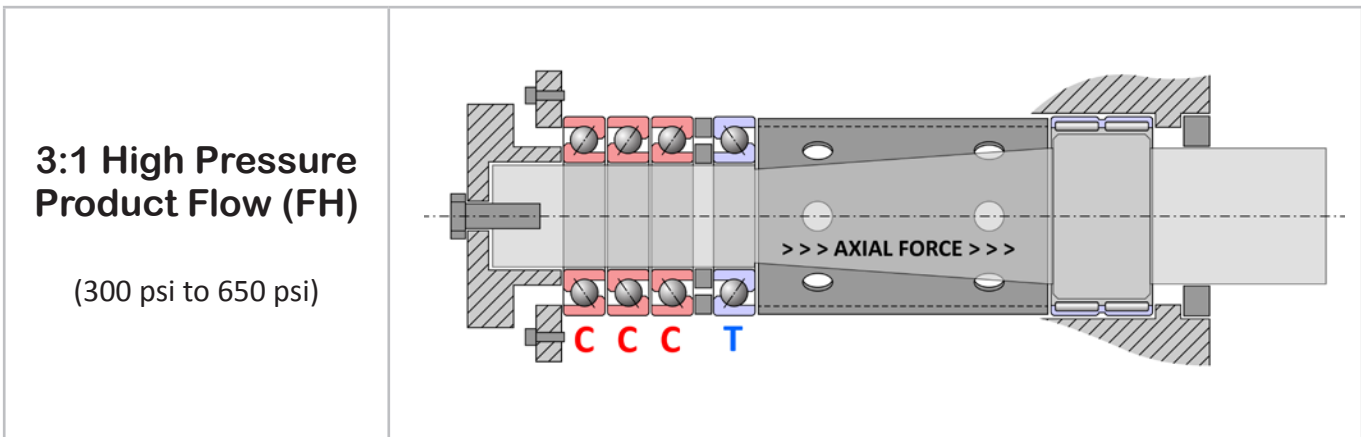 3:1 High Pressure
Product Flow (FH)
(300 psi to 650 psi)
> > > AXIAL FORCE > > >
C C C T